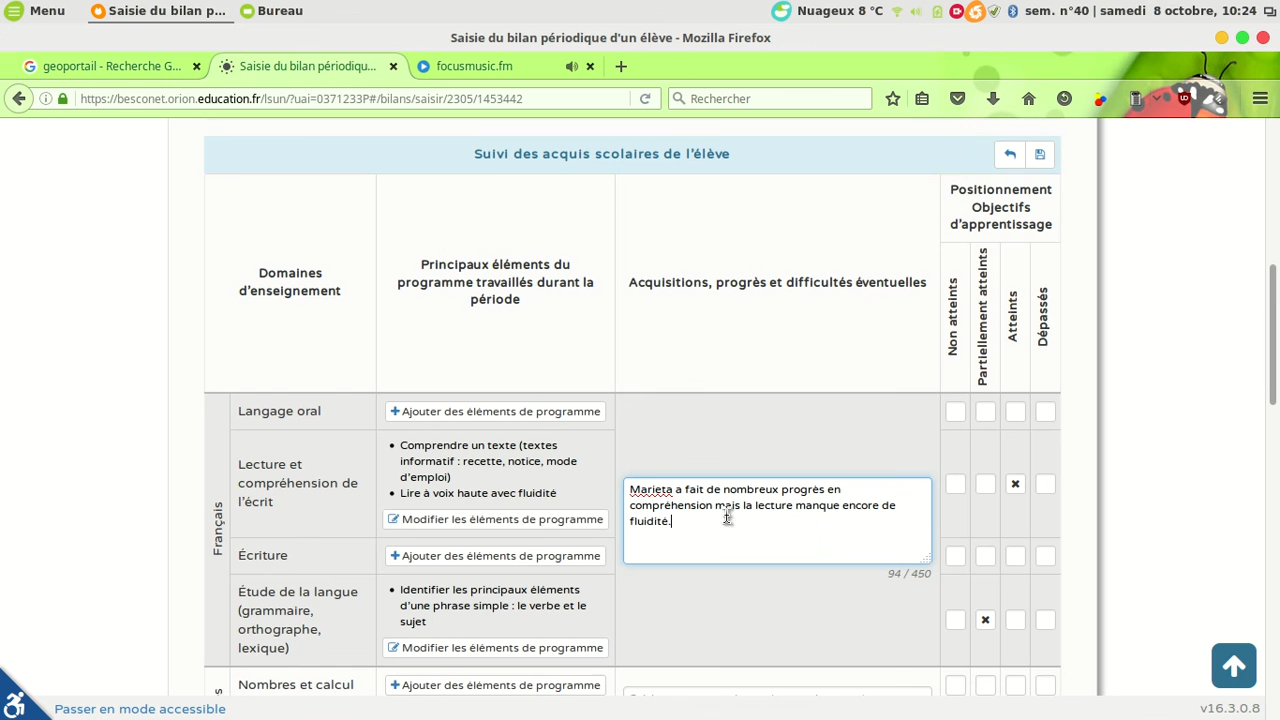 Menu
Saisie du bilan p...
Bureau
Nuageux 8 °C
sem. n°40 | samedi 8 octobre, 10:24
Saisie du bilan périodique d'un élève - Mozilla Firefox
geoportail - Recherche G...
Saisie du bilan périodiqu...
focusmusic.fm
https://besconet.orion.education.fr/lsun/?uai=0371233P#/bilans/saisir/2305/1453442
Rechercher
Suivi des acquis scolaires de l'élève
Domaines
d'enseignement
Principaux éléments du
programme travaillés durant la
période
Acquisitions, progrès et difficultés éventuelles
Positionnement
Objectifs
d'apprentissage
Non atteints
Partiellement atteints
Atteints
Dépassés
Français
Langage oral
Ajouter des éléments de programme
Lecture et
compréhension de
l'écrit
Comprendre un texte (textes
informatif : recette, notice, mode
d'emploi)
Lire à voix haute avec fluidité
Modifier les éléments de programme
Marieta a fait de nombreux progrès en
compréhension mais la lecture manque encore de
fluidité.
94 / 450
Écriture
Ajouter des éléments de programme
Étude de la langue
(grammaire,
orthographe,
lexique)
Identifier les principaux éléments
d'une phrase simple : le verbe et le
sujet
Modifier les éléments de programme
Nombres et calcul
Ajouter des éléments de programme
Passer en mode accessible
v16.3.0.8